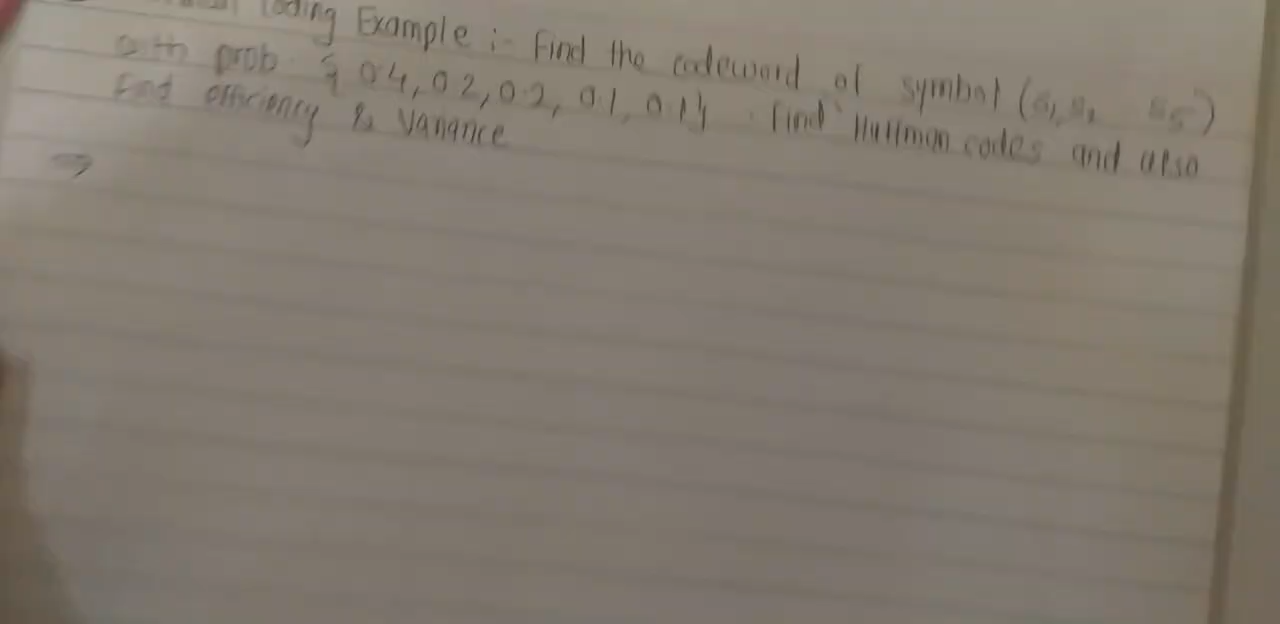 Coding Example :- Find the codeword of symbol (s1, s2 s5)
with prob {0.4, 0.2, 0.2, 0.1, 0.1}. Find Huffman codes and also
find efficiency & Variance
⇒